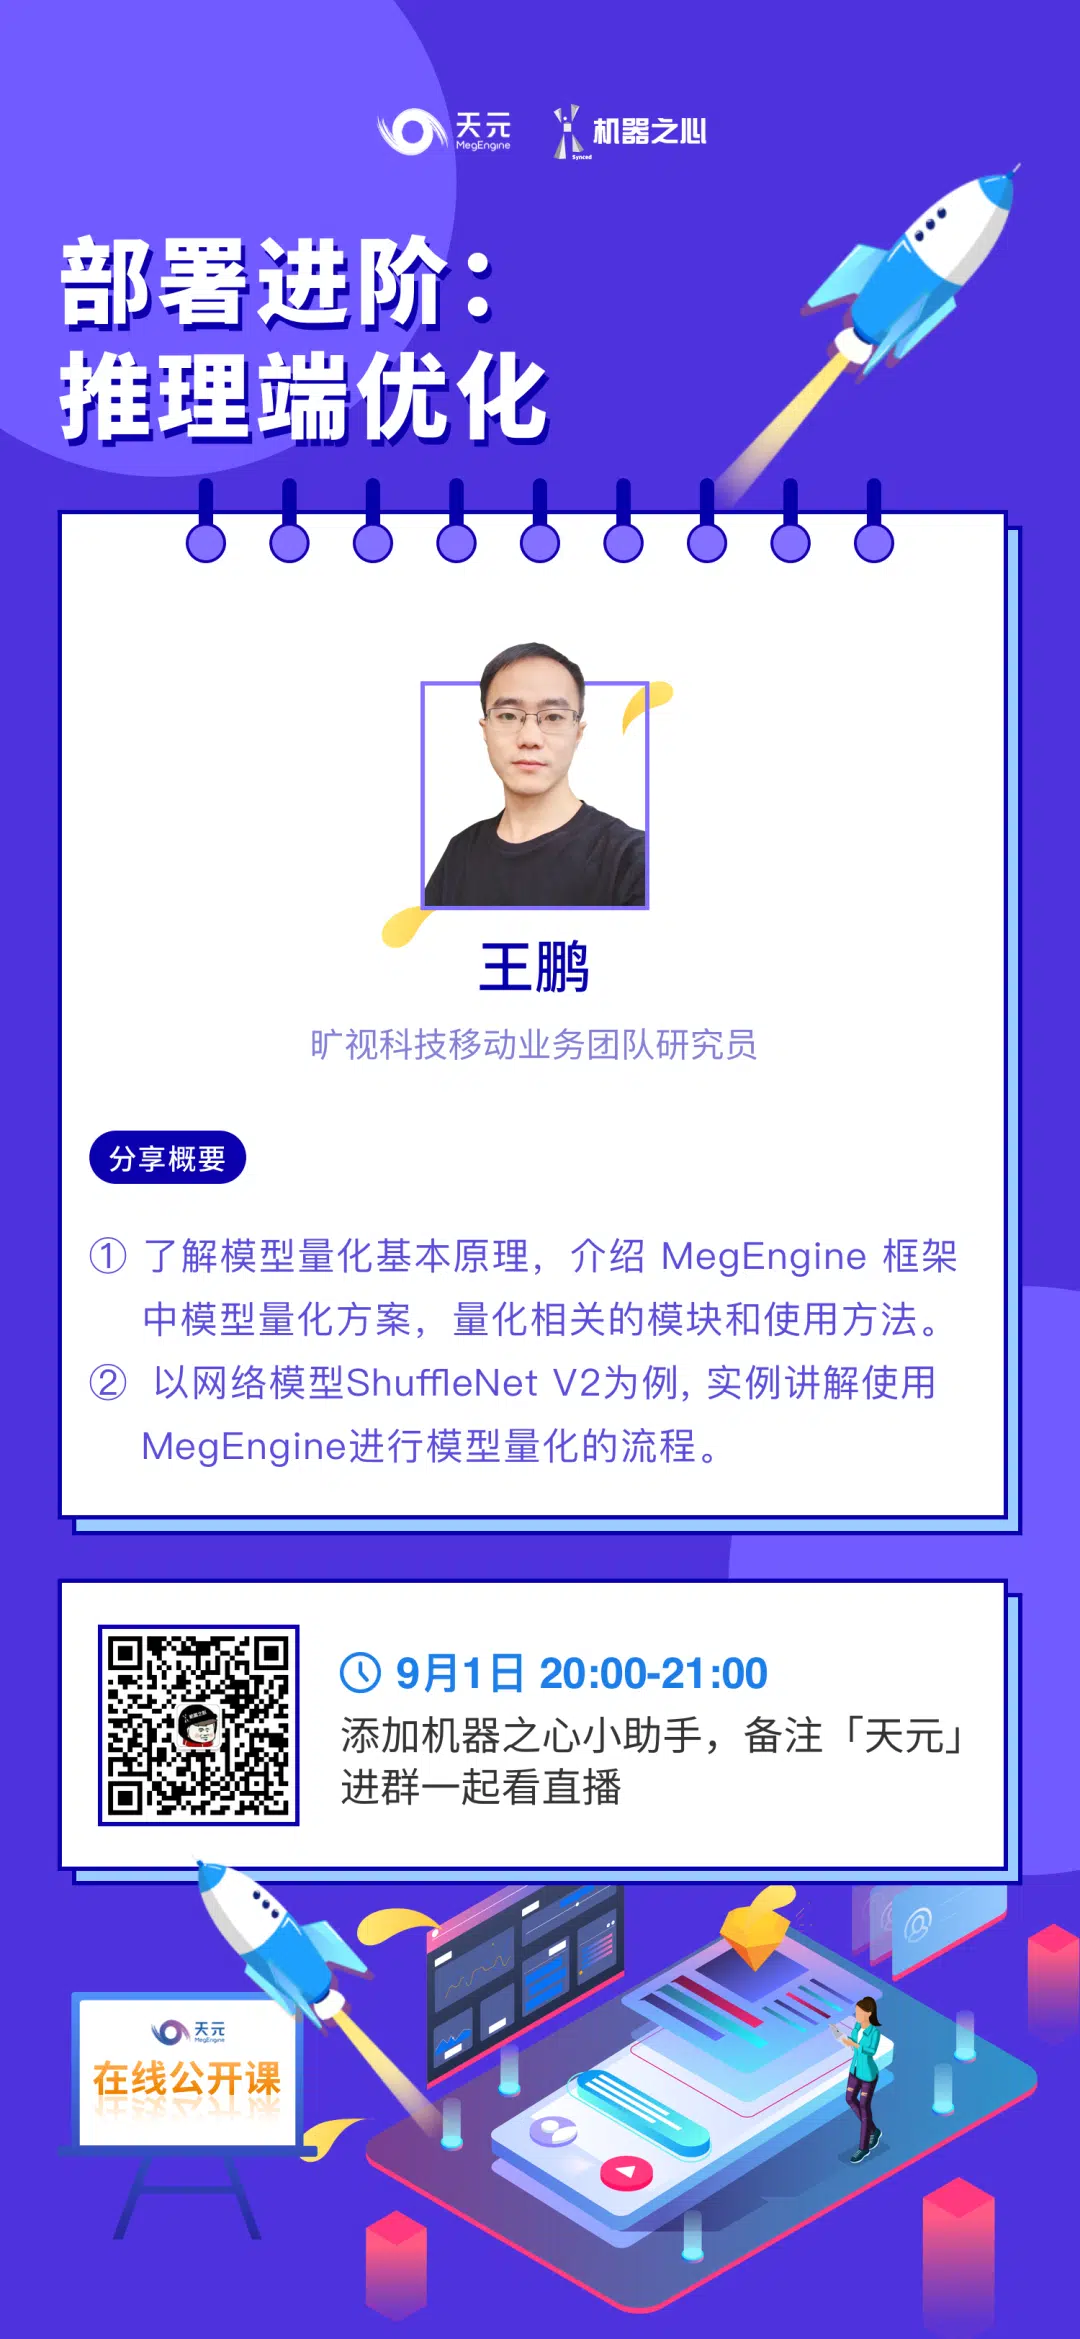 天元
MegEngine
机器之心
Synced
部署进阶：
推理端优化
王鹏
旷视科技移动业务团队研究员
分享概要
① 了解模型量化基本原理，介绍 MegEngine 框架
中模型量化方案，量化相关的模块和使用方法。
② 以网络模型ShuffleNet V2为例, 实例讲解使用
MegEngine进行模型量化的流程。
9月1日 20:00-21:00
添加机器之心小助手，备注「天元」
进群一起看直播
天元
MegEngine
在线公开课